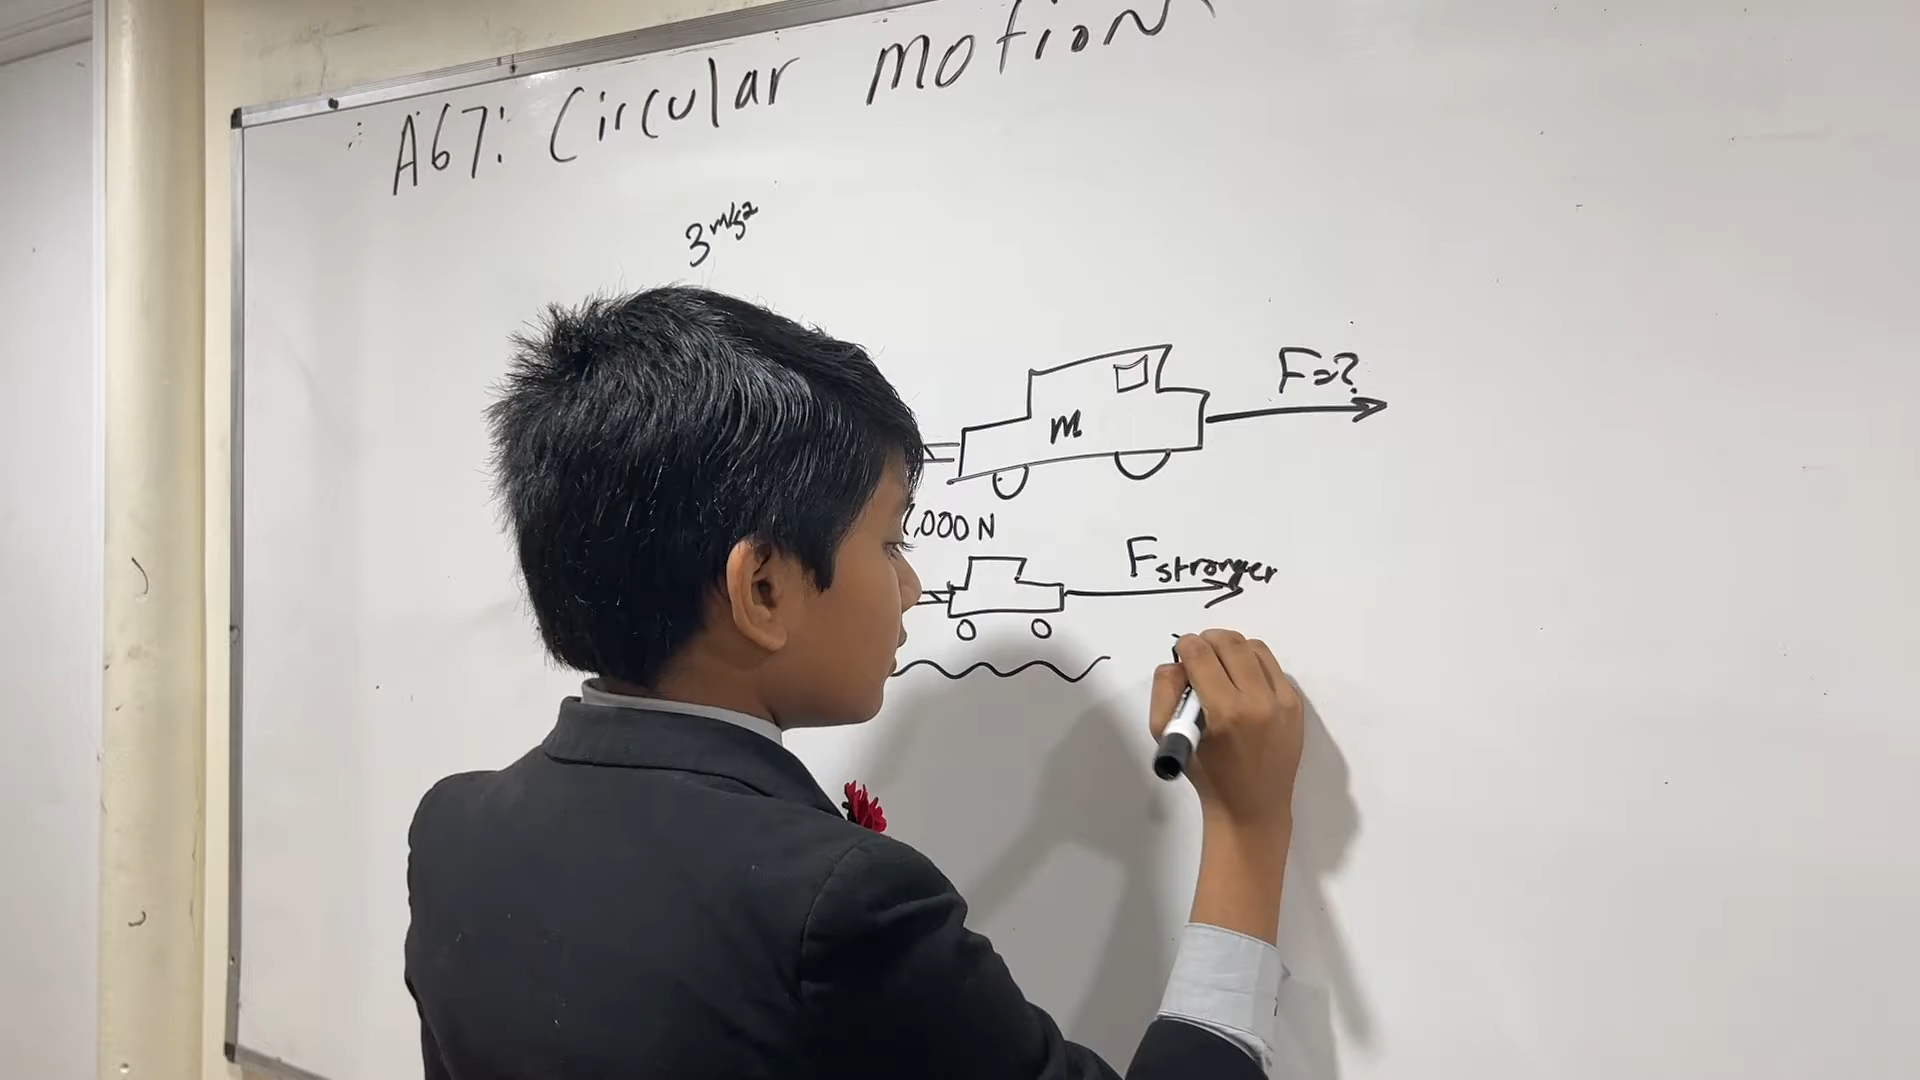 A67: Circular motion
3 m/s2
F=?
m
,000 N
Fstronger